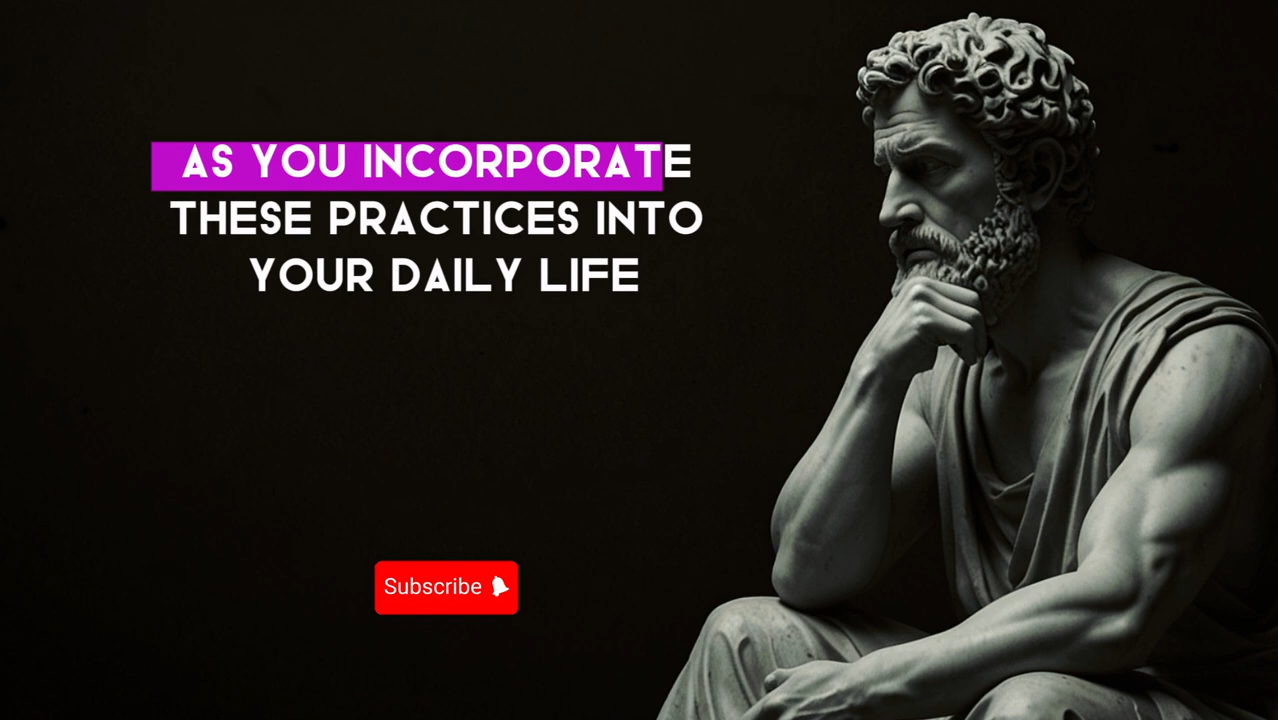 AS YOU INCORPORATE
THESE PRACTICES INTO
YOUR DAILY LIFE
Subscribe